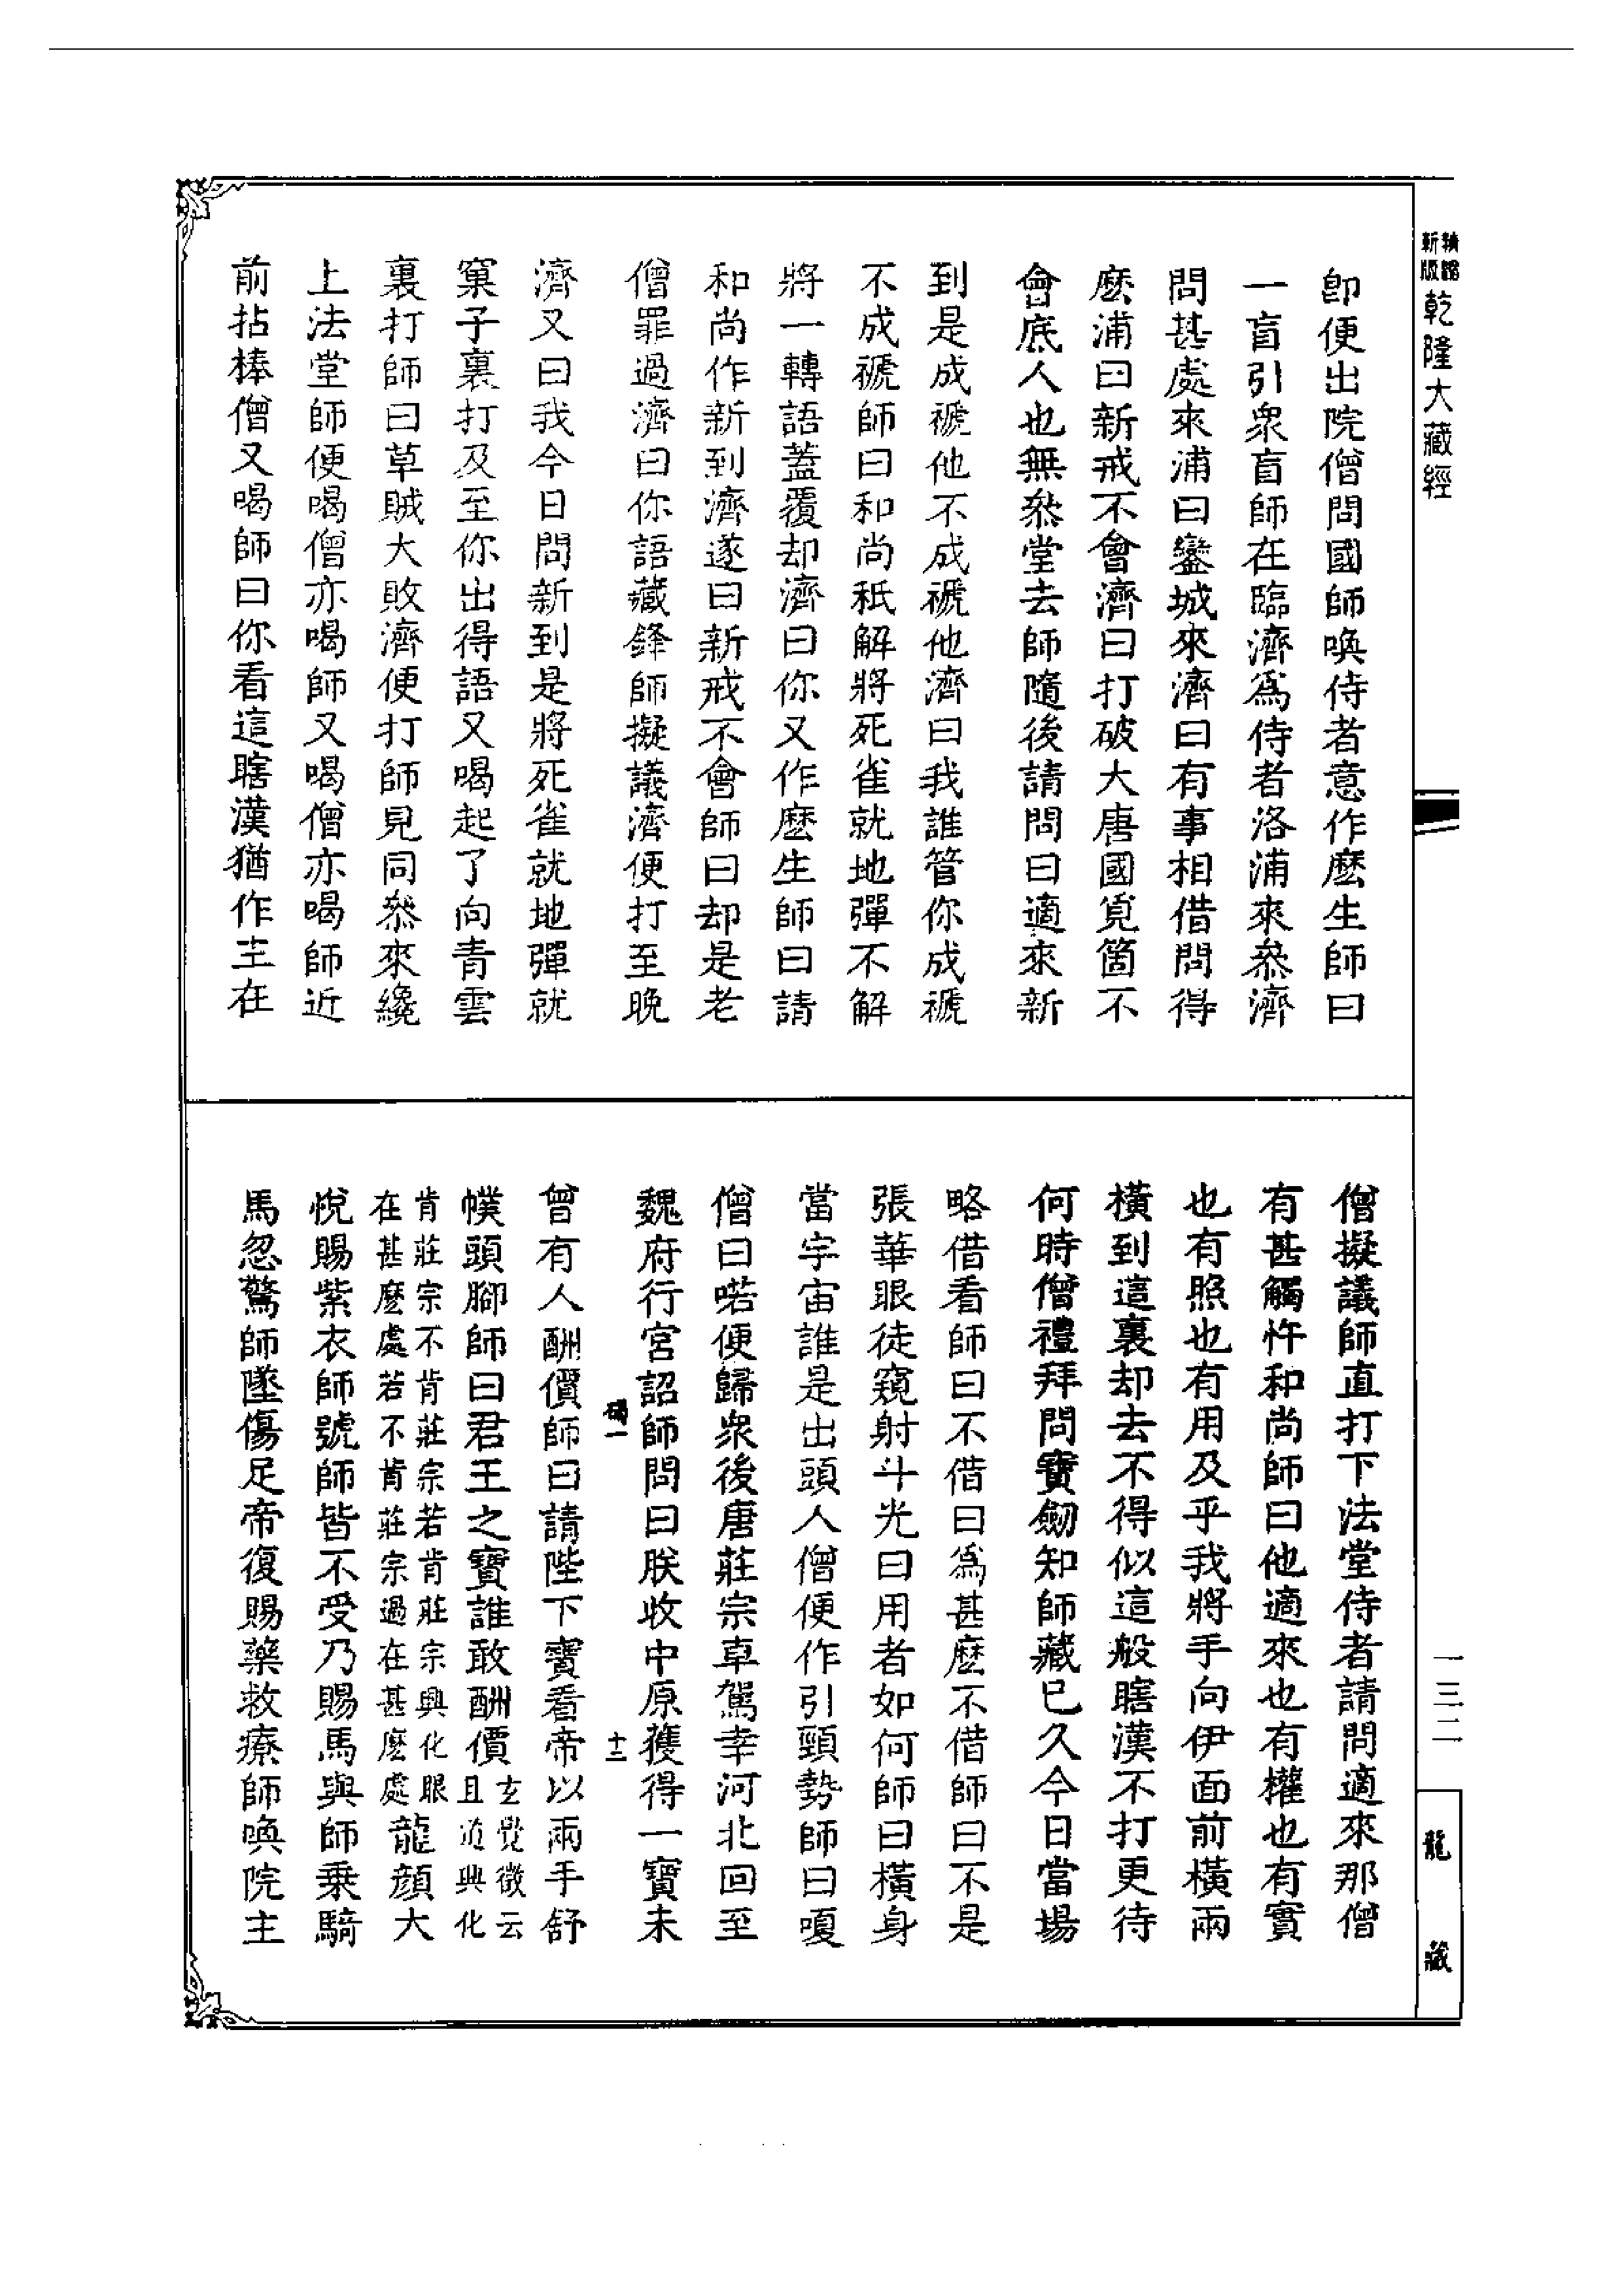 乾隆大藏經
即便出院僧問國師喚侍者意作麽生師曰
一盲引衆盲師在臨濟爲侍者洛浦來叅濟
問甚處來浦曰鑾城來濟曰有事相借問得
麽浦曰新戒不會濟曰打破大唐國覓箇不
會底人也無叅堂去師隨後請問曰適來新
到是成禠他不成禠他濟曰我誰管你成禠
不成禠師曰和尚秖解將死雀就地彈不解
將一轉語蓋覆却濟曰你又作麽生師曰請
和尚作新到濟遂曰新戒不會師曰却是老
僧罪過濟曰你語藏鋒師擬議濟便打至晚
濟又曰我今日問新到是將死雀就地彈就
窠子裏打及至你出得語又喝起了向青雲
裏打師曰草賊大敗濟便打師見同叅來纔
上法堂師便喝僧亦喝師又喝僧亦喝師近
前拈棒僧又喝師曰你看這瞎漢猶作主在
僧擬議師直打下法堂侍者請問適來那僧
有甚觸忤和尚師曰他適來也有權也有實
也有照也有用及乎我將手向伊面前橫兩
橫到這裏却去不得似這般瞎漢不打更待
何時僧禮拜問寶劒知師藏已久今日當場
略借看師曰不借曰爲甚麽不借師曰不是
張華眼徒窺射斗光曰用者如何師曰橫身
當宇宙誰是出頭人僧便作引頸勢師曰嗄
僧曰喏便歸衆後唐莊宗車駕幸河北回至
魏府行宮詔師問曰朕收中原獲得一寶未
十二
曾有人酬價師曰請陛下寶看帝以兩手舒
幞頭腳師曰君王之寶誰敢酬價玄覺徵云且道興化
肯莊宗不肯莊宗若肯莊宗興化眼在甚麽處若不肯莊宗過在甚麽處龍顔大
悅賜紫衣師號師皆不受乃賜馬與師乗騎
馬忽驚師墜傷足帝復賜藥救療師喚院主
一三二
龍藏